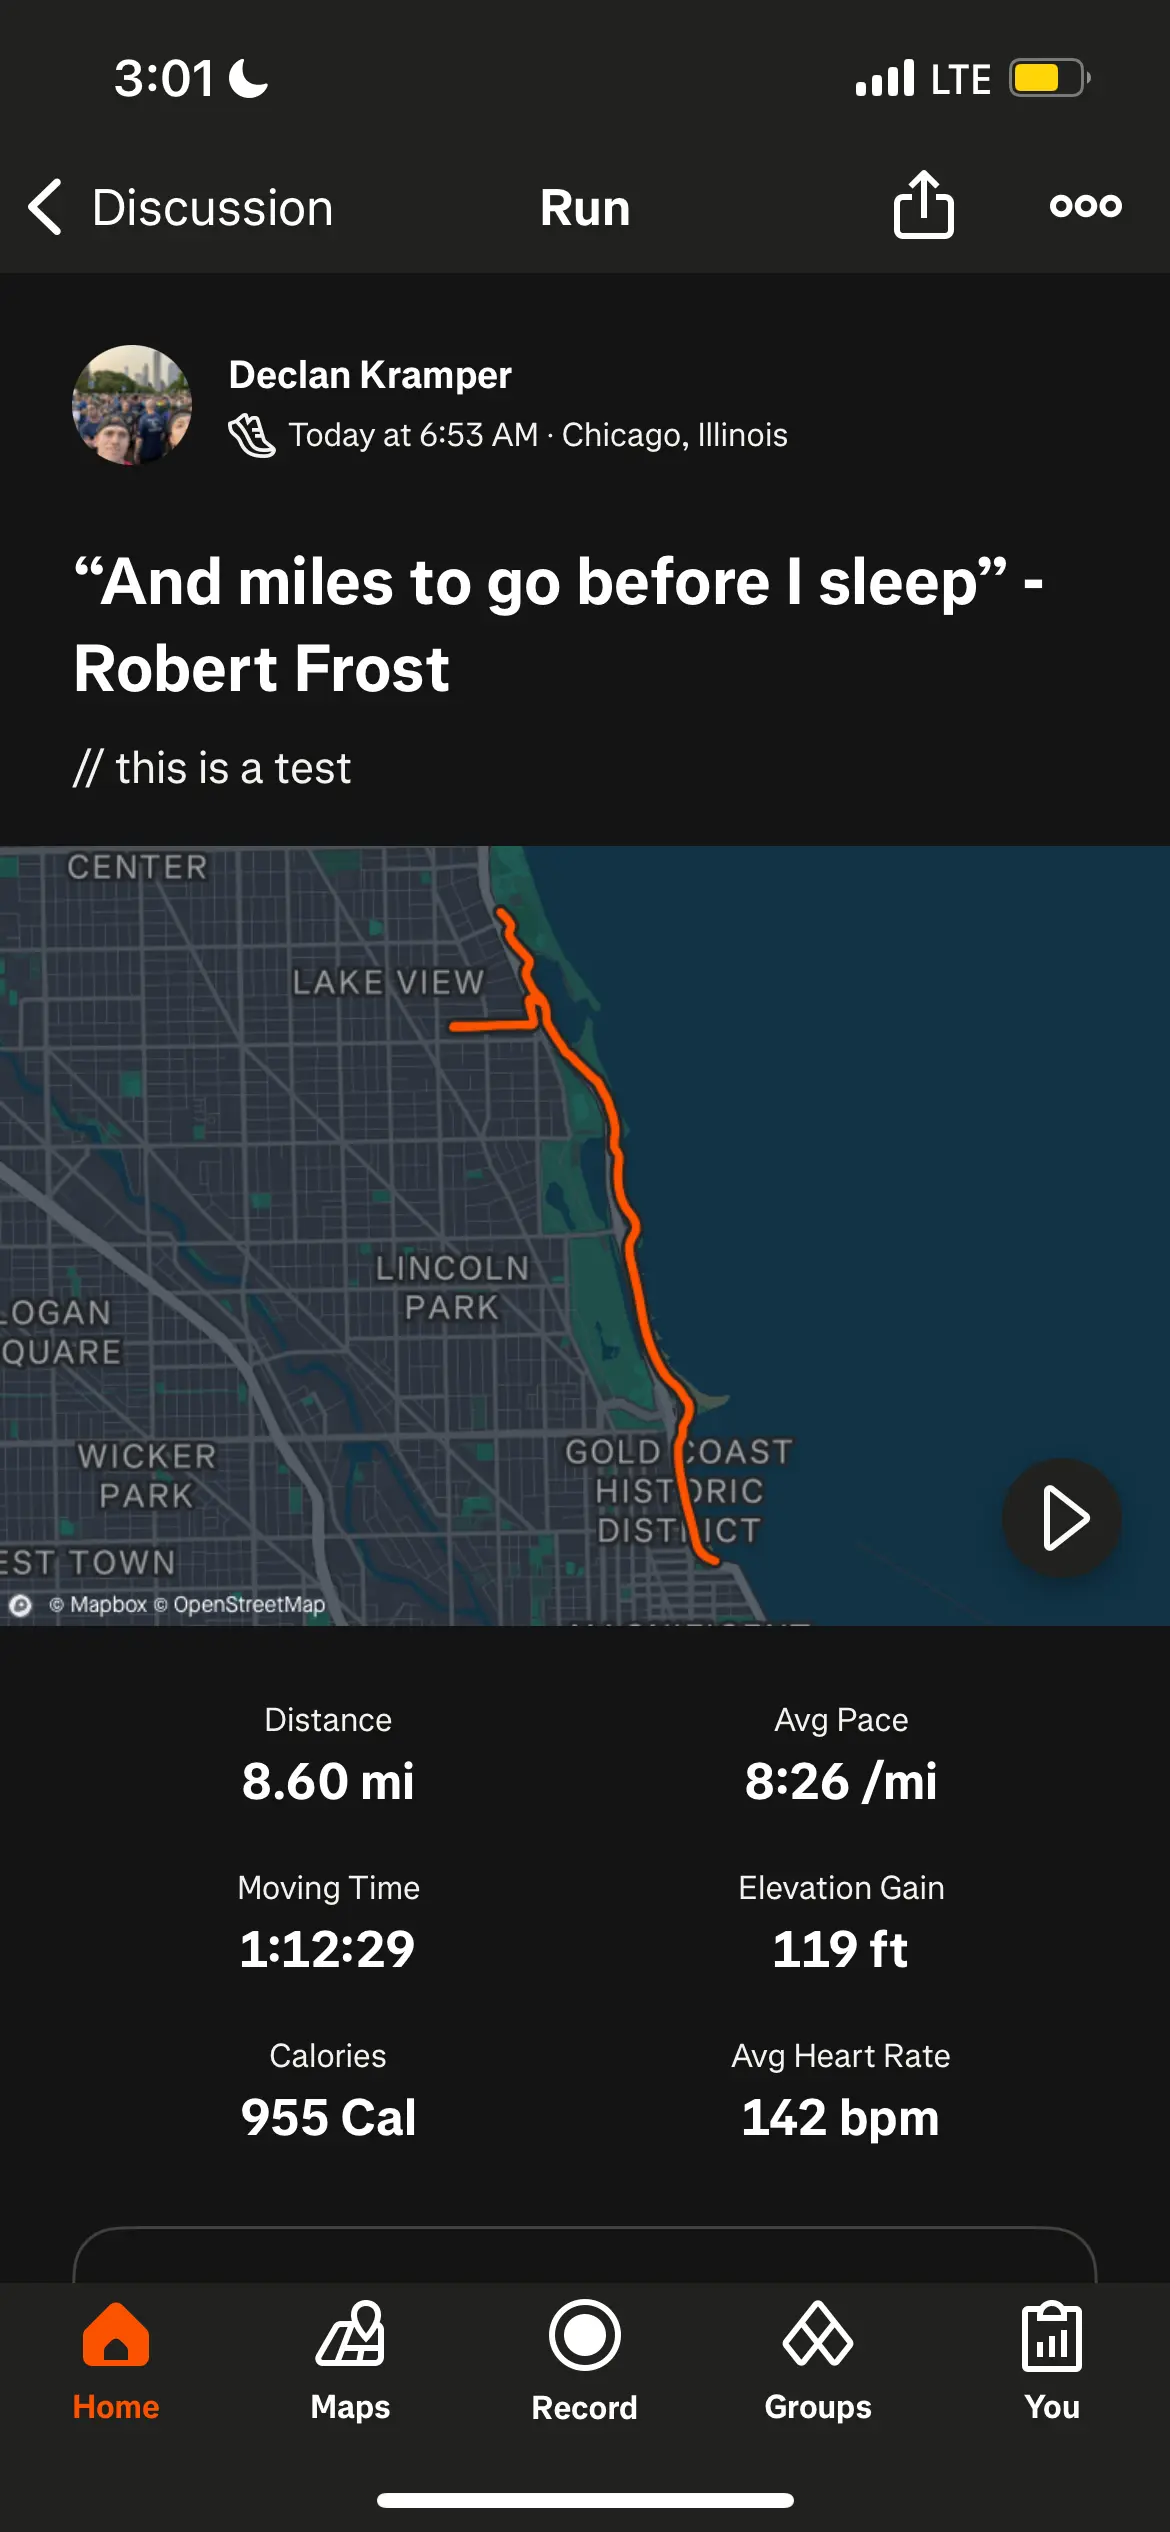 3:01 LTE
Discussion Run
Declan Kramper
Today at 6:53 AM · Chicago, Illinois
“And miles to go before I sleep” -
Robert Frost
// this is a test
CENTER
LAKE VIEW
LINCOLN
PARK
LOGAN
QUARE
WICKER
PARK
GOLD COAST
HISTORIC
DISTRICT
EST TOWN
© Mapbox © OpenStreetMap
Distance Avg Pace
8.60 mi 8:26 /mi
Moving Time Elevation Gain
1:12:29 119 ft
Calories Avg Heart Rate
955 Cal 142 bpm
Home Maps Record Groups You